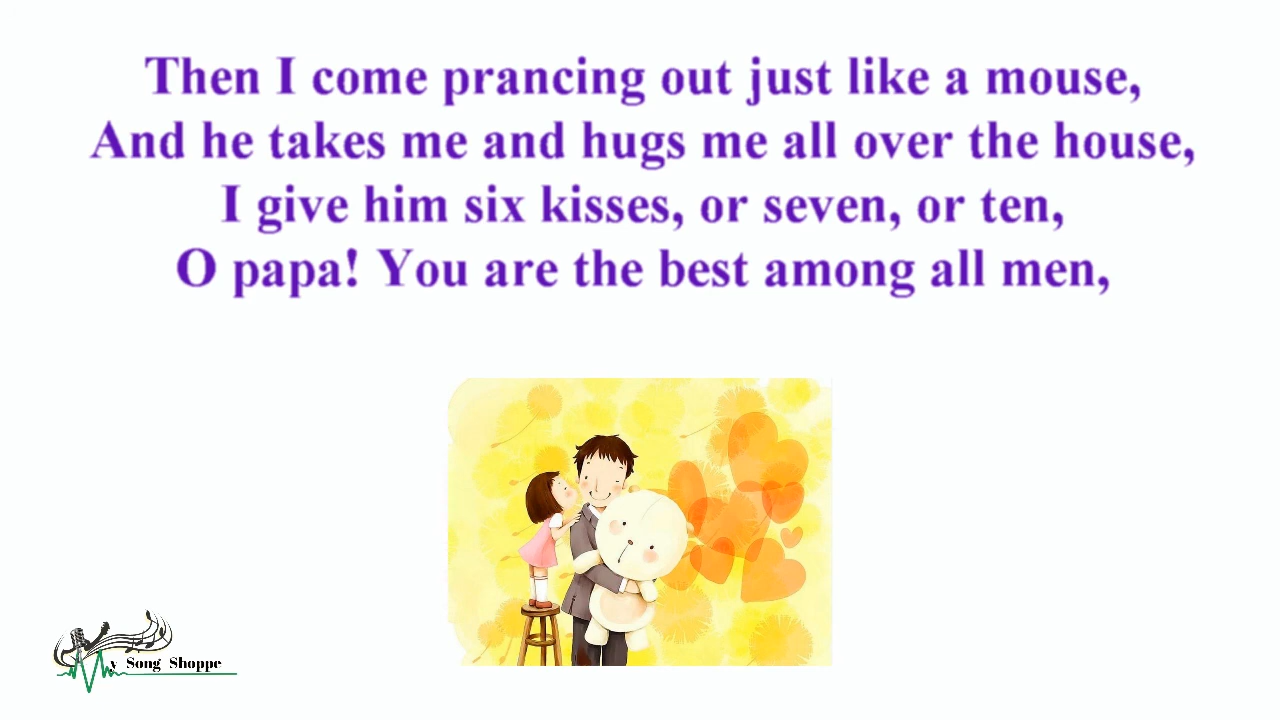 Then I come prancing out just like a mouse,
And he takes me and hugs me all over the house,
I give him six kisses, or seven, or ten,
O papa! You are the best among all men,
My Song Shoppe